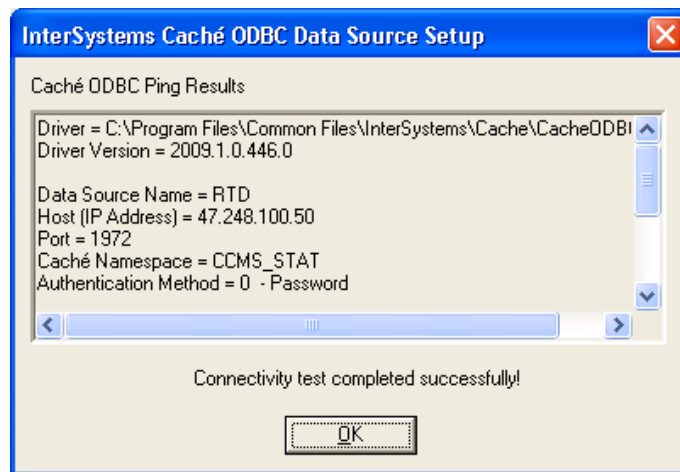 InterSystems Caché ODBC Data Source Setup
Caché ODBC Ping Results
Driver = C:\Program Files\Common Files\InterSystems\Cache\CacheODB
Driver Version = 2009.1.0.446.0
Data Source Name = RTD
Host (IP Address) = 47.248.100.50
Port = 1972
Caché Namespace = CCMS_STAT
Authentication Method = 0 - Password
Connectivity test completed successfully!
OK